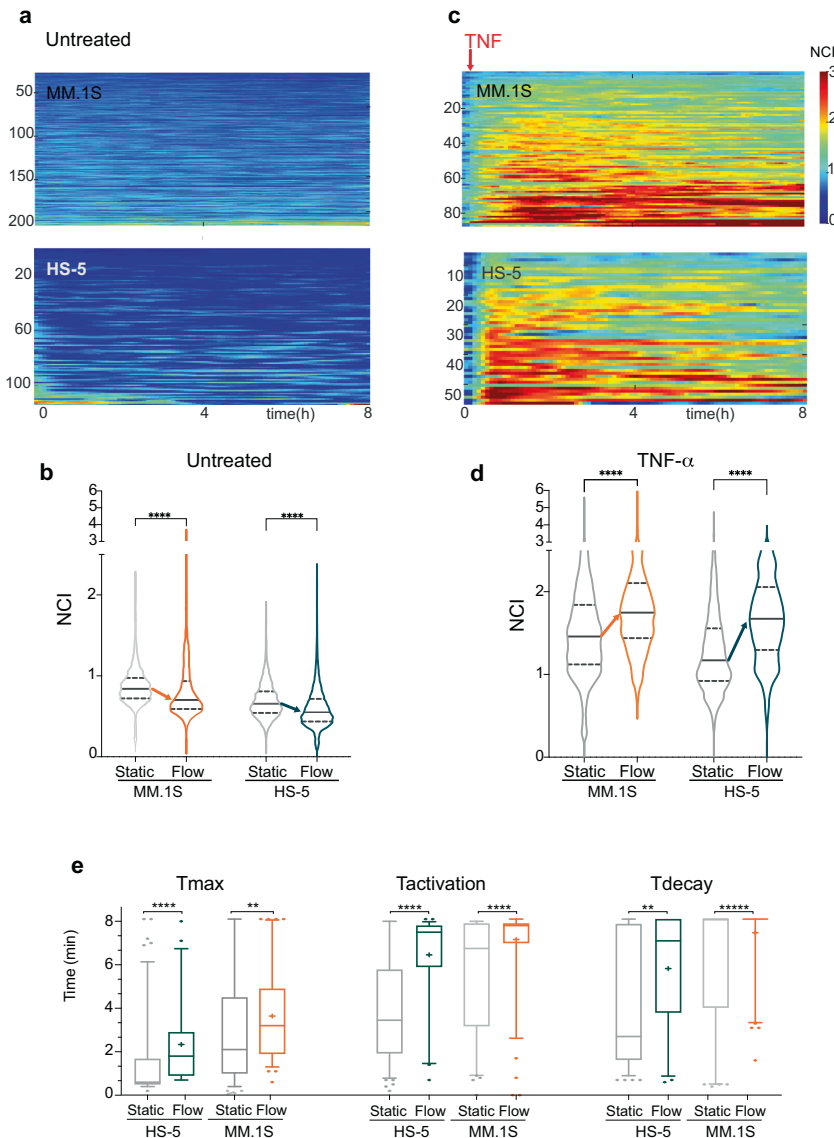 a
Untreated
MM.1S
50
100
150
200
HS-5
20
60
100
0 4 time(h) 8
c
TNF
NCI
MM.1S
3
2
1
0
20
40
60
80
HS-5
10
20
30
40
50
0 4 time(h) 8
b
Untreated
NCI
6
5
4
3
2
1
0
**** ****
Static Flow Static Flow
MM.1S HS-5
d
TNF-α
NCI
6
5
4
3
2
1
0
**** ****
Static Flow Static Flow
MM.1S HS-5
e
Tmax Tactivation Tdecay
Time (min)
8
6
4
2
0
**** ** **** **** ** *****
Static Flow Static Flow Static Flow Static Flow Static Flow Static Flow
HS-5 MM.1S HS-5 MM.1S HS-5 MM.1S